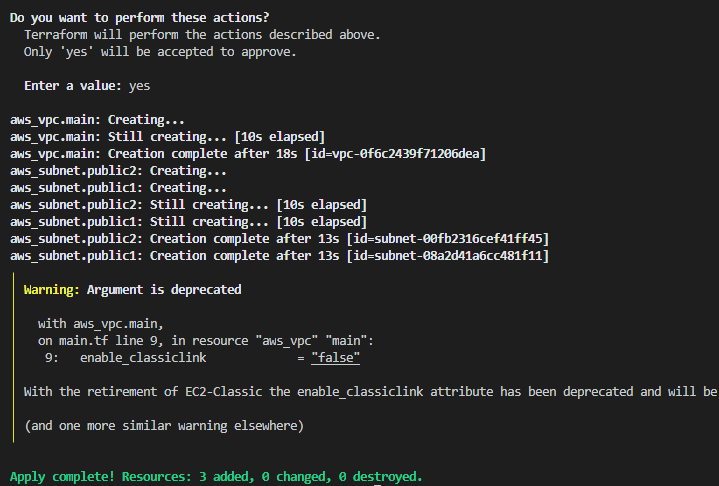 Do you want to perform these actions?
Terraform will perform the actions described above.
Only 'yes' will be accepted to approve.
Enter a value: yes
aws_vpc.main: Creating...
aws_vpc.main: Still creating... [10s elapsed]
aws_vpc.main: Creation complete after 18s [id=vpc-0f6c2439f71206dea]
aws_subnet.public2: Creating...
aws_subnet.public1: Creating...
aws_subnet.public2: Still creating... [10s elapsed]
aws_subnet.public1: Still creating... [10s elapsed]
aws_subnet.public2: Creation complete after 13s [id=subnet-00fb2316cef41ff45]
aws_subnet.public1: Creation complete after 13s [id=subnet-08a2d41a6cc481f11]
Warning: Argument is deprecated
with aws_vpc.main,
on main.tf line 9, in resource "aws_vpc" "main":
9: enable_classiclink = "false"
With the retirement of EC2-Classic the enable_classiclink attribute has been deprecated and will be
(and one more similar warning elsewhere)
Apply complete! Resources: 3 added, 0 changed, 0 destroyed.